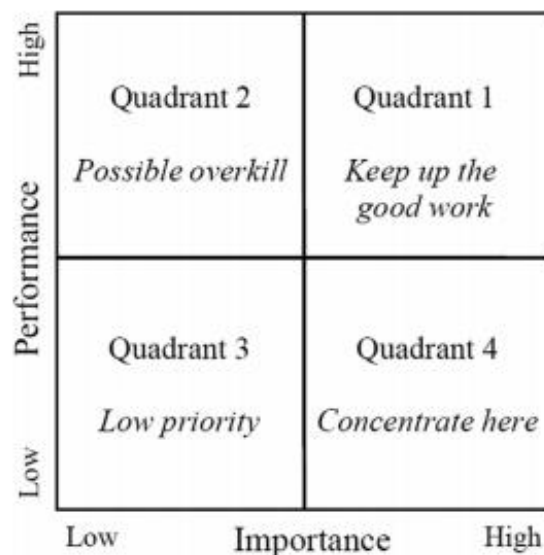 High
Performance
Low
Quadrant 2
Possible overkill
Quadrant 1
Keep up the
good work
Quadrant 3
Low priority
Quadrant 4
Concentrate here
Low
Importance
High